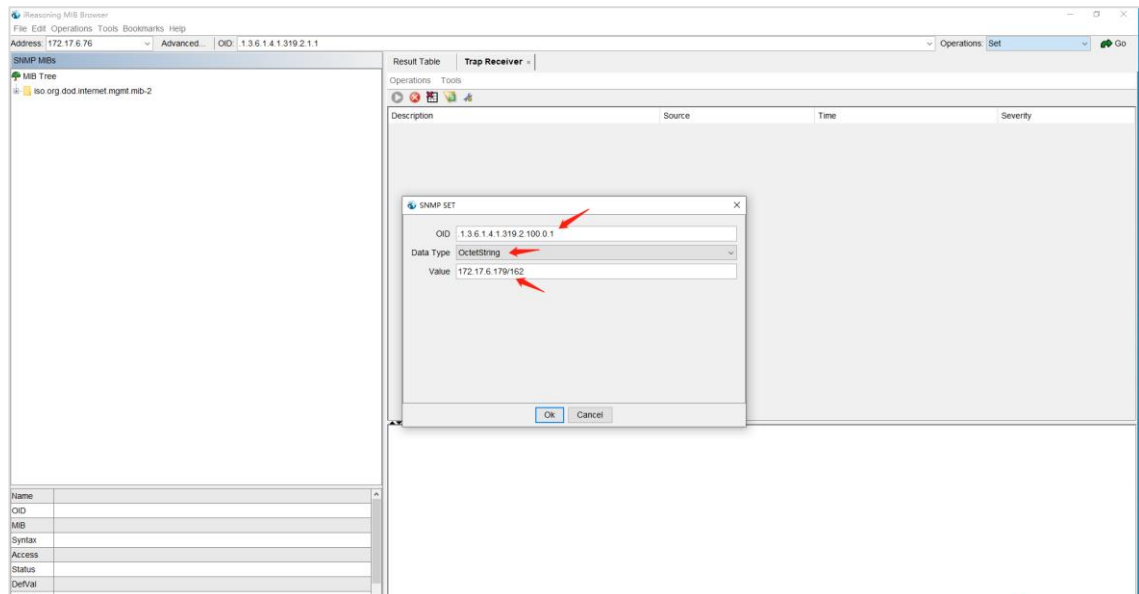 iReasoning MIB Browser
File Edit Operations Tools Bookmarks Help
Address: 172.17.6.76 Advanced... OID: .1.3.6.1.4.1.319.2.1.1 Operations: Set Go
SNMP MIBs
MIB Tree
iso.org.dod.internet.mgmt.mib-2
Result Table Trap Receiver
Operations Tools
Description Source Time Severity
SNMP SET
OID .1.3.6.1.4.1.319.2.100.0.1
Data Type OctetString
Value 172.17.6.179/162
Ok Cancel
Name
OID
MIB
Syntax
Access
Status
DefVal